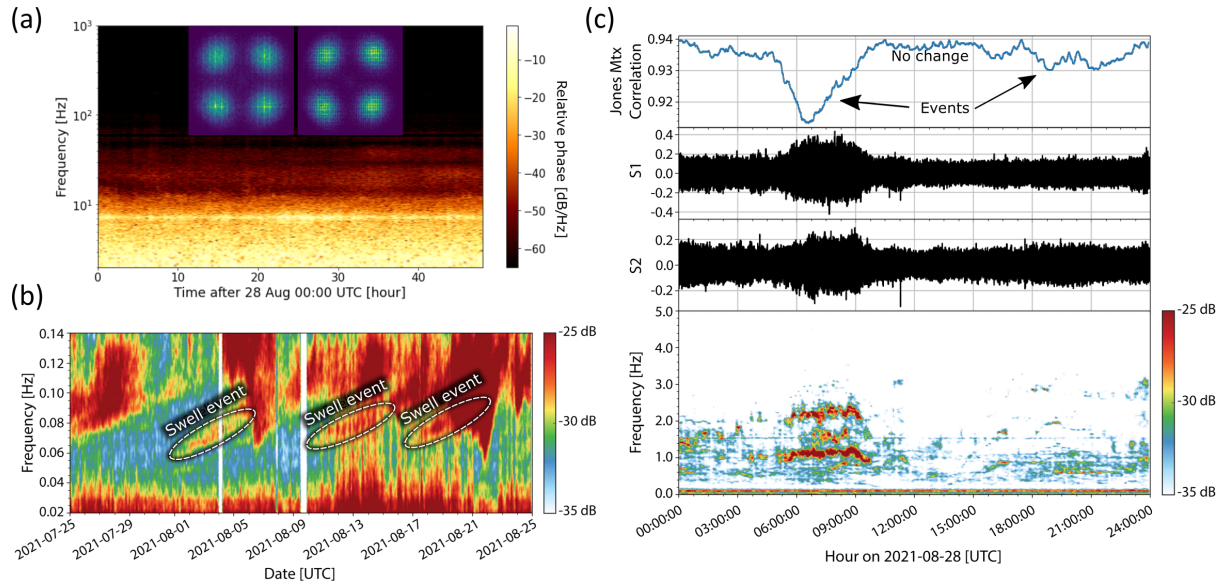 (a)
10³
10²
10¹
Frequency [Hz]
0 10 20 30 40
Time after 28 Aug 00:00 UTC [hour]
−10
−20
−30
−40
−50
−60
Relative phase [dB/Hz]
(b)
0.14
0.12
0.10
0.08
0.06
0.04
0.02
Frequency [Hz]
Swell event
Swell event
Swell event
2021-07-25
2021-07-29
2021-08-01
2021-08-05
2021-08-09
2021-08-13
2021-08-17
2021-08-21
2021-08-25
Date [UTC]
-25 dB
-30 dB
-35 dB
(c)
Jones Mtx
Correlation
0.94
0.93
0.92
No change
Events
S1
0.4
0.2
0.0
−0.2
−0.4
S2
0.2
0.0
−0.2
Frequency [Hz]
5.0
4.0
3.0
2.0
1.0
0.0
00:00:00
03:00:00
06:00:00
09:00:00
12:00:00
15:00:00
18:00:00
21:00:00
24:00:00
Hour on 2021-08-28 [UTC]
-25 dB
-30 dB
-35 dB